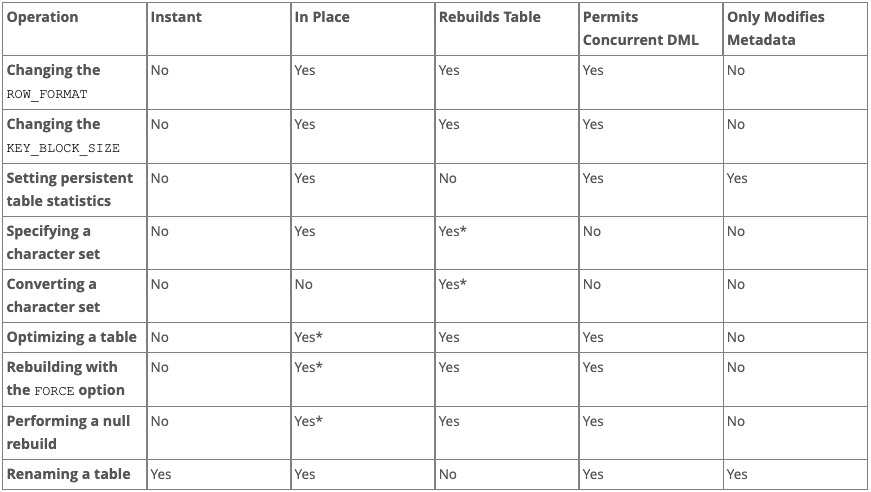 Operation Instant In Place Rebuilds Table Permits Only Modifies
Concurrent DML Metadata
Changing the No Yes Yes Yes No
ROW_FORMAT
Changing the No Yes Yes Yes No
KEY_BLOCK_SIZE
Setting persistent No Yes No Yes Yes
table statistics
Specifying a No Yes Yes* No No
character set
Converting a No No Yes* No No
character set
Optimizing a table No Yes* Yes Yes No
Rebuilding with No Yes* Yes Yes No
the FORCE option
Performing a null No Yes* Yes Yes No
rebuild
Renaming a table Yes Yes No Yes Yes